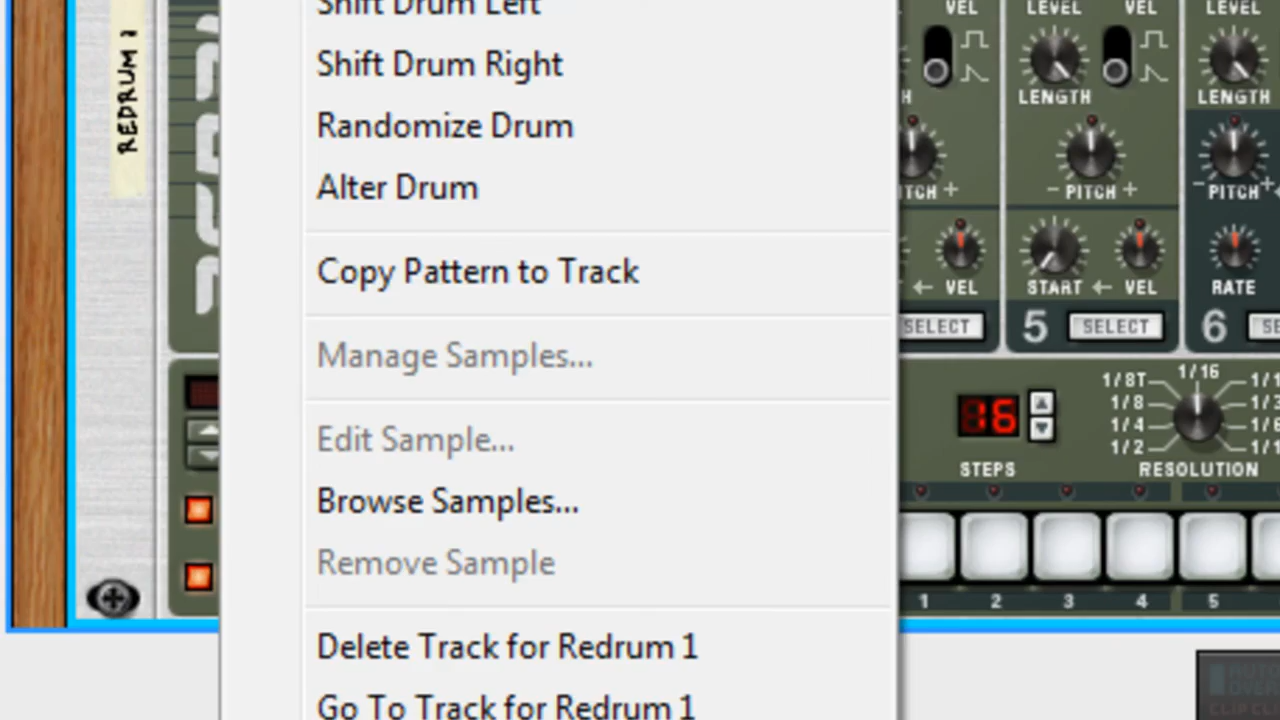 Shift Drum Left
Shift Drum Right
Randomize Drum
Alter Drum
Copy Pattern to Track
Manage Samples...
Edit Sample...
Browse Samples...
Remove Sample
Delete Track for Redrum 1
Go To Track for Redrum 1
REDRUM 1
VEL LEVEL VEL LEVEL
LENGTH LENGTH
- PITCH + - PITCH +
← VEL START ← VEL RATE
SELECT 5 SELECT 6
16
STEPS
1/16
1/8T
1/8
1/4
1/2
RESOLUTION
1 2 3 4 5